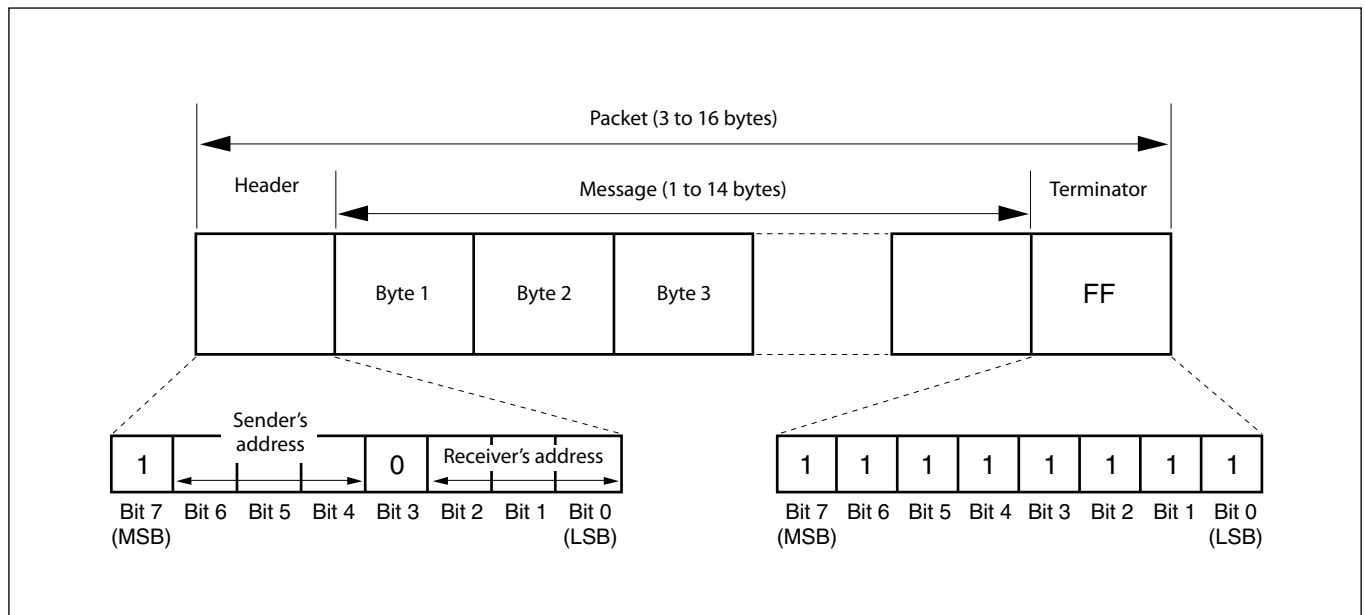 Packet (3 to 16 bytes)
Header
Message (1 to 14 bytes)
Terminator
Byte 1
Byte 2
Byte 3
FF
Sender's
address
1
0
Receiver's address
Bit 7 Bit 6 Bit 5 Bit 4 Bit 3 Bit 2 Bit 1 Bit 0
(MSB) (LSB)
1 1 1 1 1 1 1 1
Bit 7 Bit 6 Bit 5 Bit 4 Bit 3 Bit 2 Bit 1 Bit 0
(MSB) (LSB)